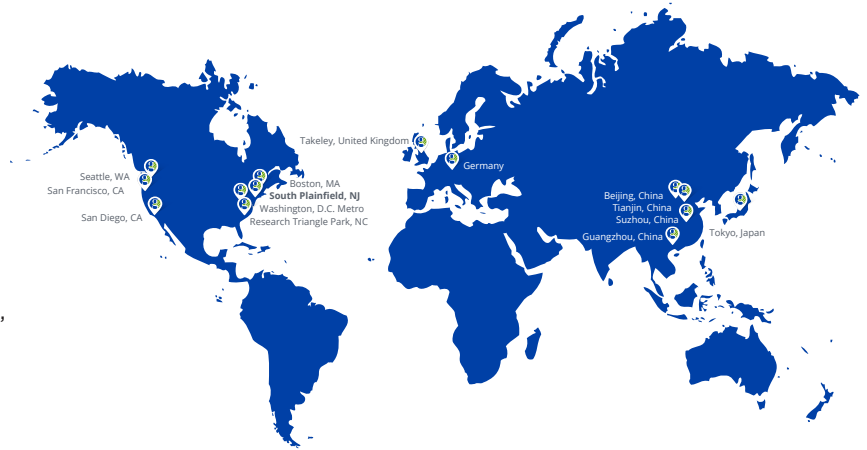 Takeley, United Kingdom
Germany
Seattle, WA
San Francisco, CA
San Diego, CA
Boston, MA
South Plainfield, NJ
Washington, D.C. Metro
Research Triangle Park, NC
Beijing, China
Tianjin, China
Suzhou, China
Guangzhou, China
Tokyo, Japan
,